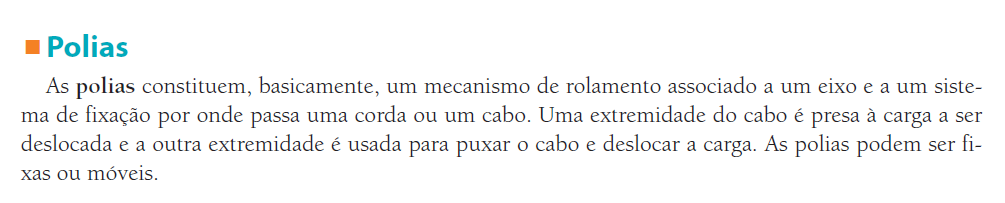 Polias
As polias constituem, basicamente, um mecanismo de rolamento associado a um eixo e a um siste-
ma de fixação por onde passa uma corda ou um cabo. Uma extremidade do cabo é presa à carga a ser
deslocada e a outra extremidade é usada para puxar o cabo e deslocar a carga. As polias podem ser fi-
xas ou móveis.